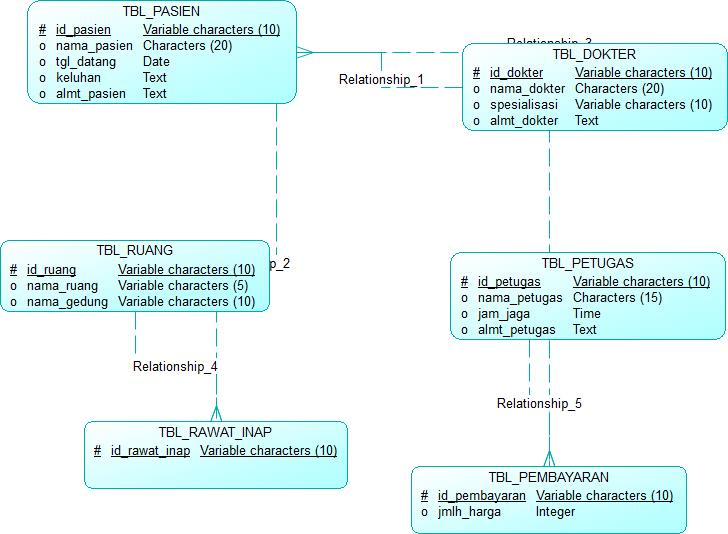 TBL_PASIEN
# id_pasien Variable characters (10)
o nama_pasien Characters (20)
o tgl_datang Date
o keluhan Text
o almt_pasien Text
Relationship_3
Relationship_1
TBL_DOKTER
# id_dokter Variable characters (10)
o nama_dokter Characters (20)
o spesialisasi Variable characters (10)
o almt_dokter Text
TBL_RUANG
# id_ruang Variable characters (10)
o nama_ruang Variable characters (5)
o nama_gedung Variable characters (10)
p_2
TBL_PETUGAS
# id_petugas Variable characters (10)
o nama_petugas Characters (15)
o jam_jaga Time
o almt_petugas Text
Relationship_4
Relationship_5
TBL_RAWAT_INAP
# id_rawat_inap Variable characters (10)
TBL_PEMBAYARAN
# id_pembayaran Variable characters (10)
o jmlh_harga Integer